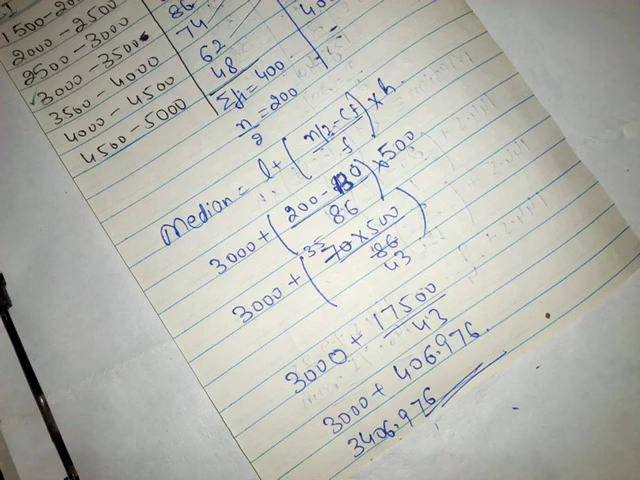 1500-20
2000-2500 86
2500-3000 74
3000-3500 62
3500-4000 48
4000-4500 Σfi=400
4500-5000 n/2=200
Median = l+(n/2-Cf/f)×h
3000+(200-130/86)×500
3000+(35 70×500/86 43)
3000+17500/43
3000+406.976.
3406.976